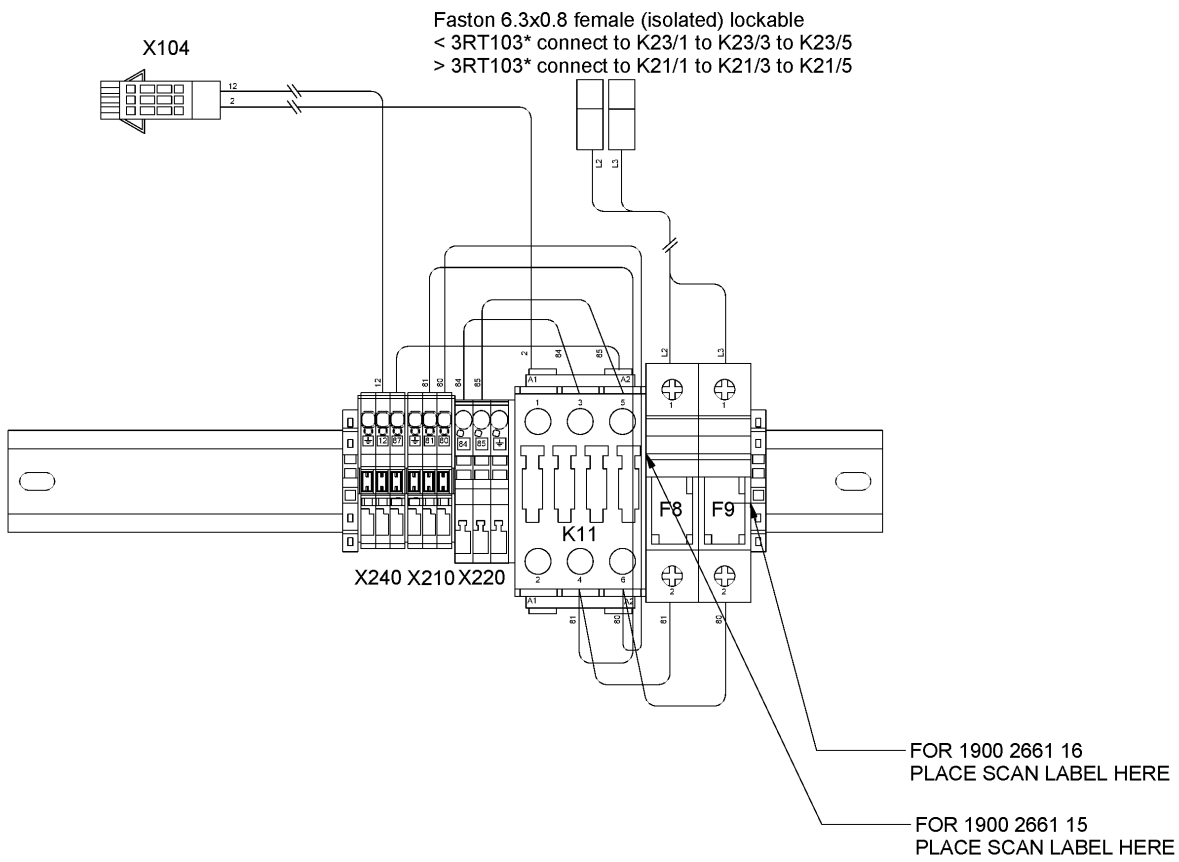 Faston 6.3x0.8 female (isolated) lockable
< 3RT103* connect to K23/1 to K23/3 to K23/5
> 3RT103* connect to K21/1 to K21/3 to K21/5
X104
12
2
L2
L3
12
81
80
84
85
2
84
85
L2
L3
A1
A2
1
3
5
1
1
12
87
81
80
84
85
F8
F9
K11
X240 X210 X220
2
4
6
2
2
A1
A2
81
80
81
80
FOR 1900 2661 16
PLACE SCAN LABEL HERE
FOR 1900 2661 15
PLACE SCAN LABEL HERE